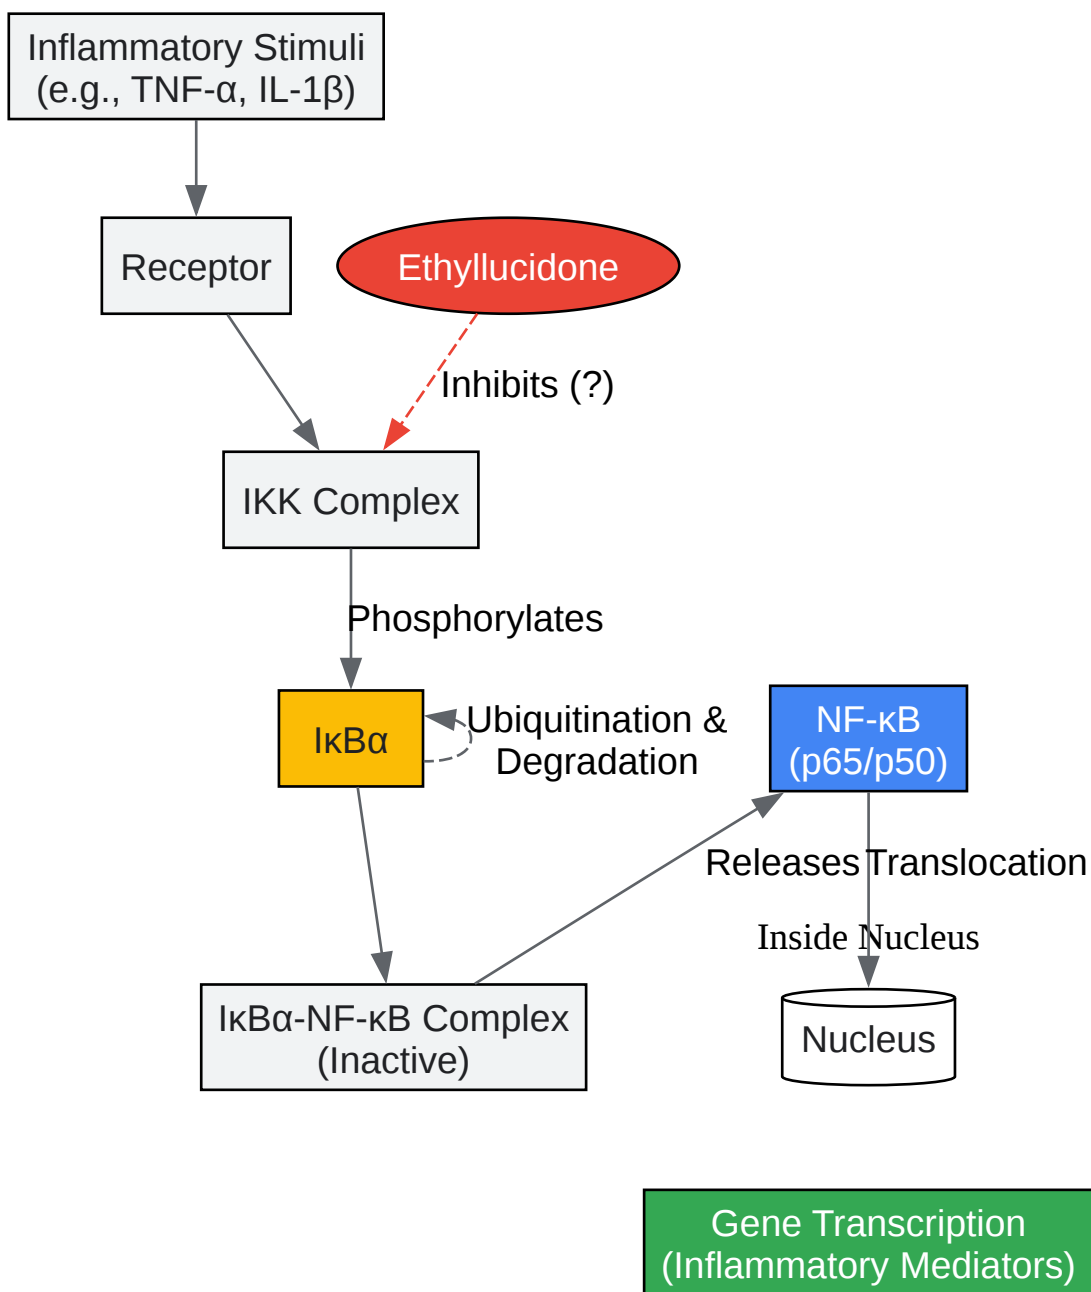 Inflammatory Stimuli
(e.g., TNF-α, IL-1β)
Receptor
Ethyllucidone
Inhibits (?)
IKK Complex
Phosphorylates
IκBα
Ubiquitination &
Degradation
NF-κB
(p65/p50)
Releases
Translocation
Inside Nucleus
IκBα-NF-κB Complex
(Inactive)
Nucleus
Gene Transcription
(Inflammatory Mediators)